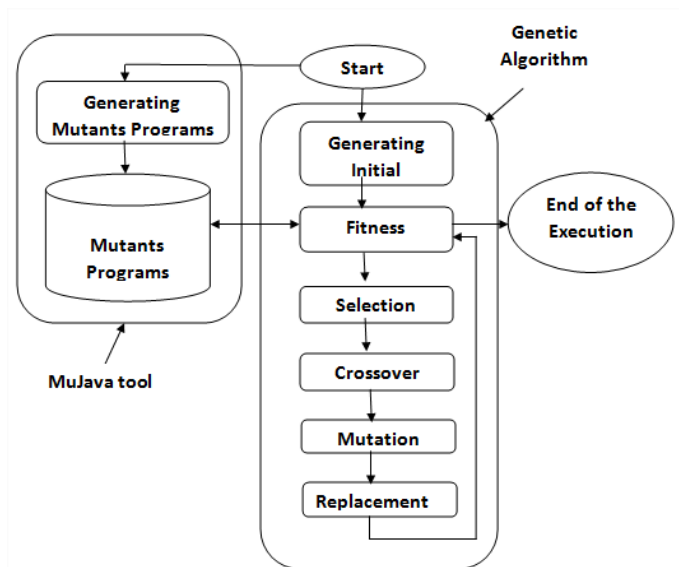 Genetic
Algorithm
Start
Generating
Mutants Programs
Generating
Initial
Mutants
Programs
Fitness
End of the
Execution
Selection
Crossover
MuJava tool
Mutation
Replacement